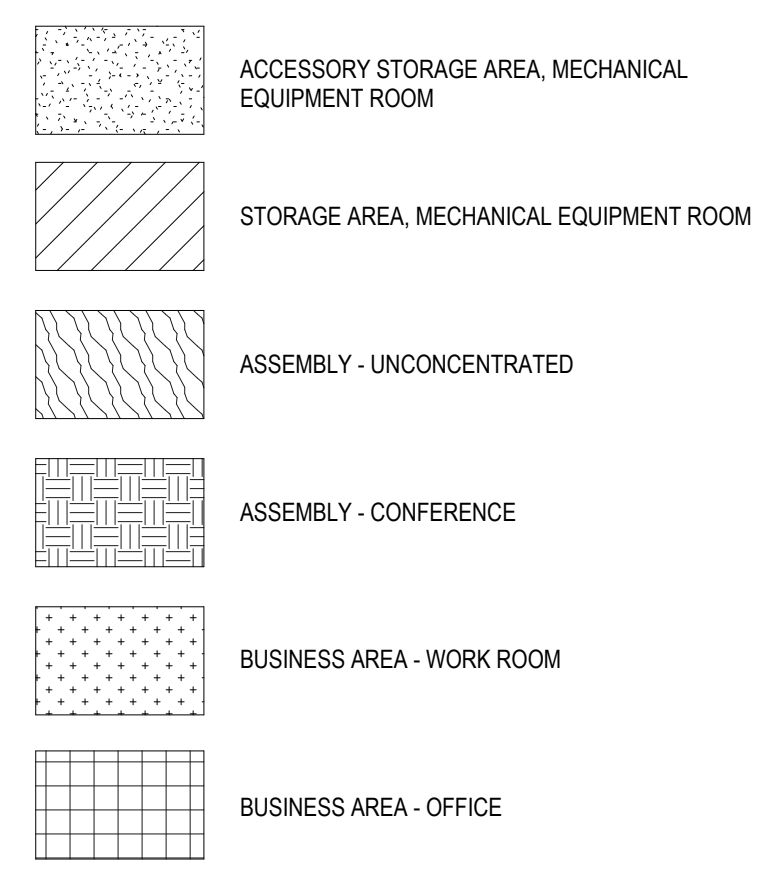 ACCESSORY STORAGE AREA, MECHANICAL
EQUIPMENT ROOM
STORAGE AREA, MECHANICAL EQUIPMENT ROOM
ASSEMBLY - UNCONCENTRATED
ASSEMBLY - CONFERENCE
BUSINESS AREA - WORK ROOM
BUSINESS AREA - OFFICE